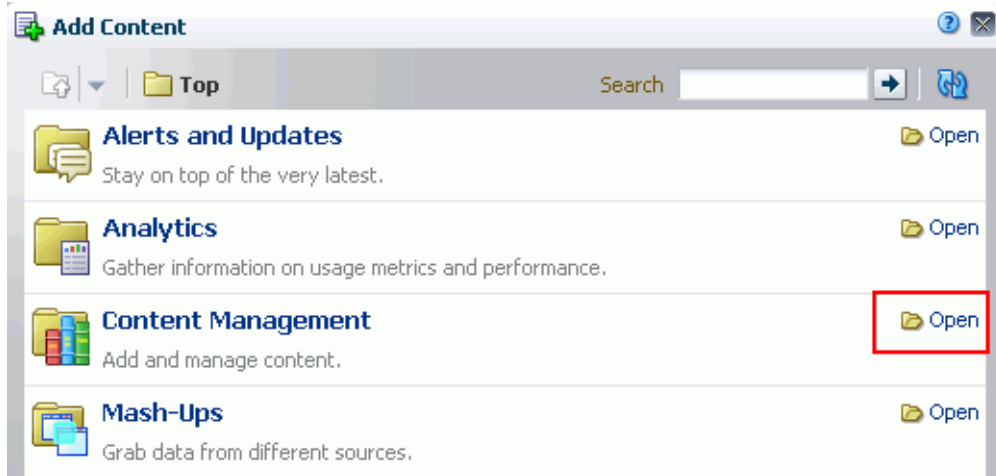 Add Content
Top Search
Alerts and Updates Open
Stay on top of the very latest.
Analytics Open
Gather information on usage metrics and performance.
Content Management Open
Add and manage content.
Mash-Ups Open
Grab data from different sources.